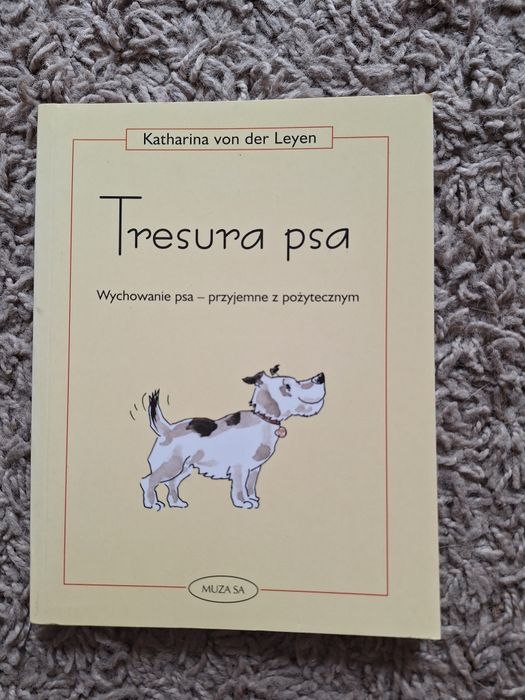 Katharina von der Leyen
Tresura psa
Wychowanie psa – przyjemne z pożytecznym
MUZA SA